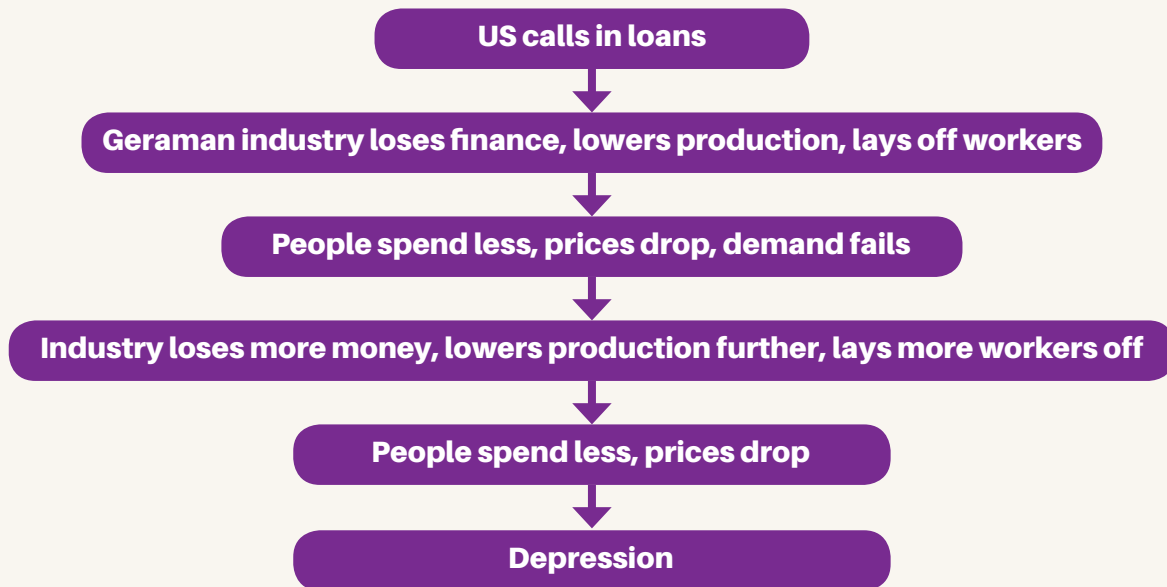 US calls in loans
Geraman industry loses finance, lowers production, lays off workers
People spend less, prices drop, demand fails
Industry loses more money, lowers production further, lays more workers off
People spend less, prices drop
Depression